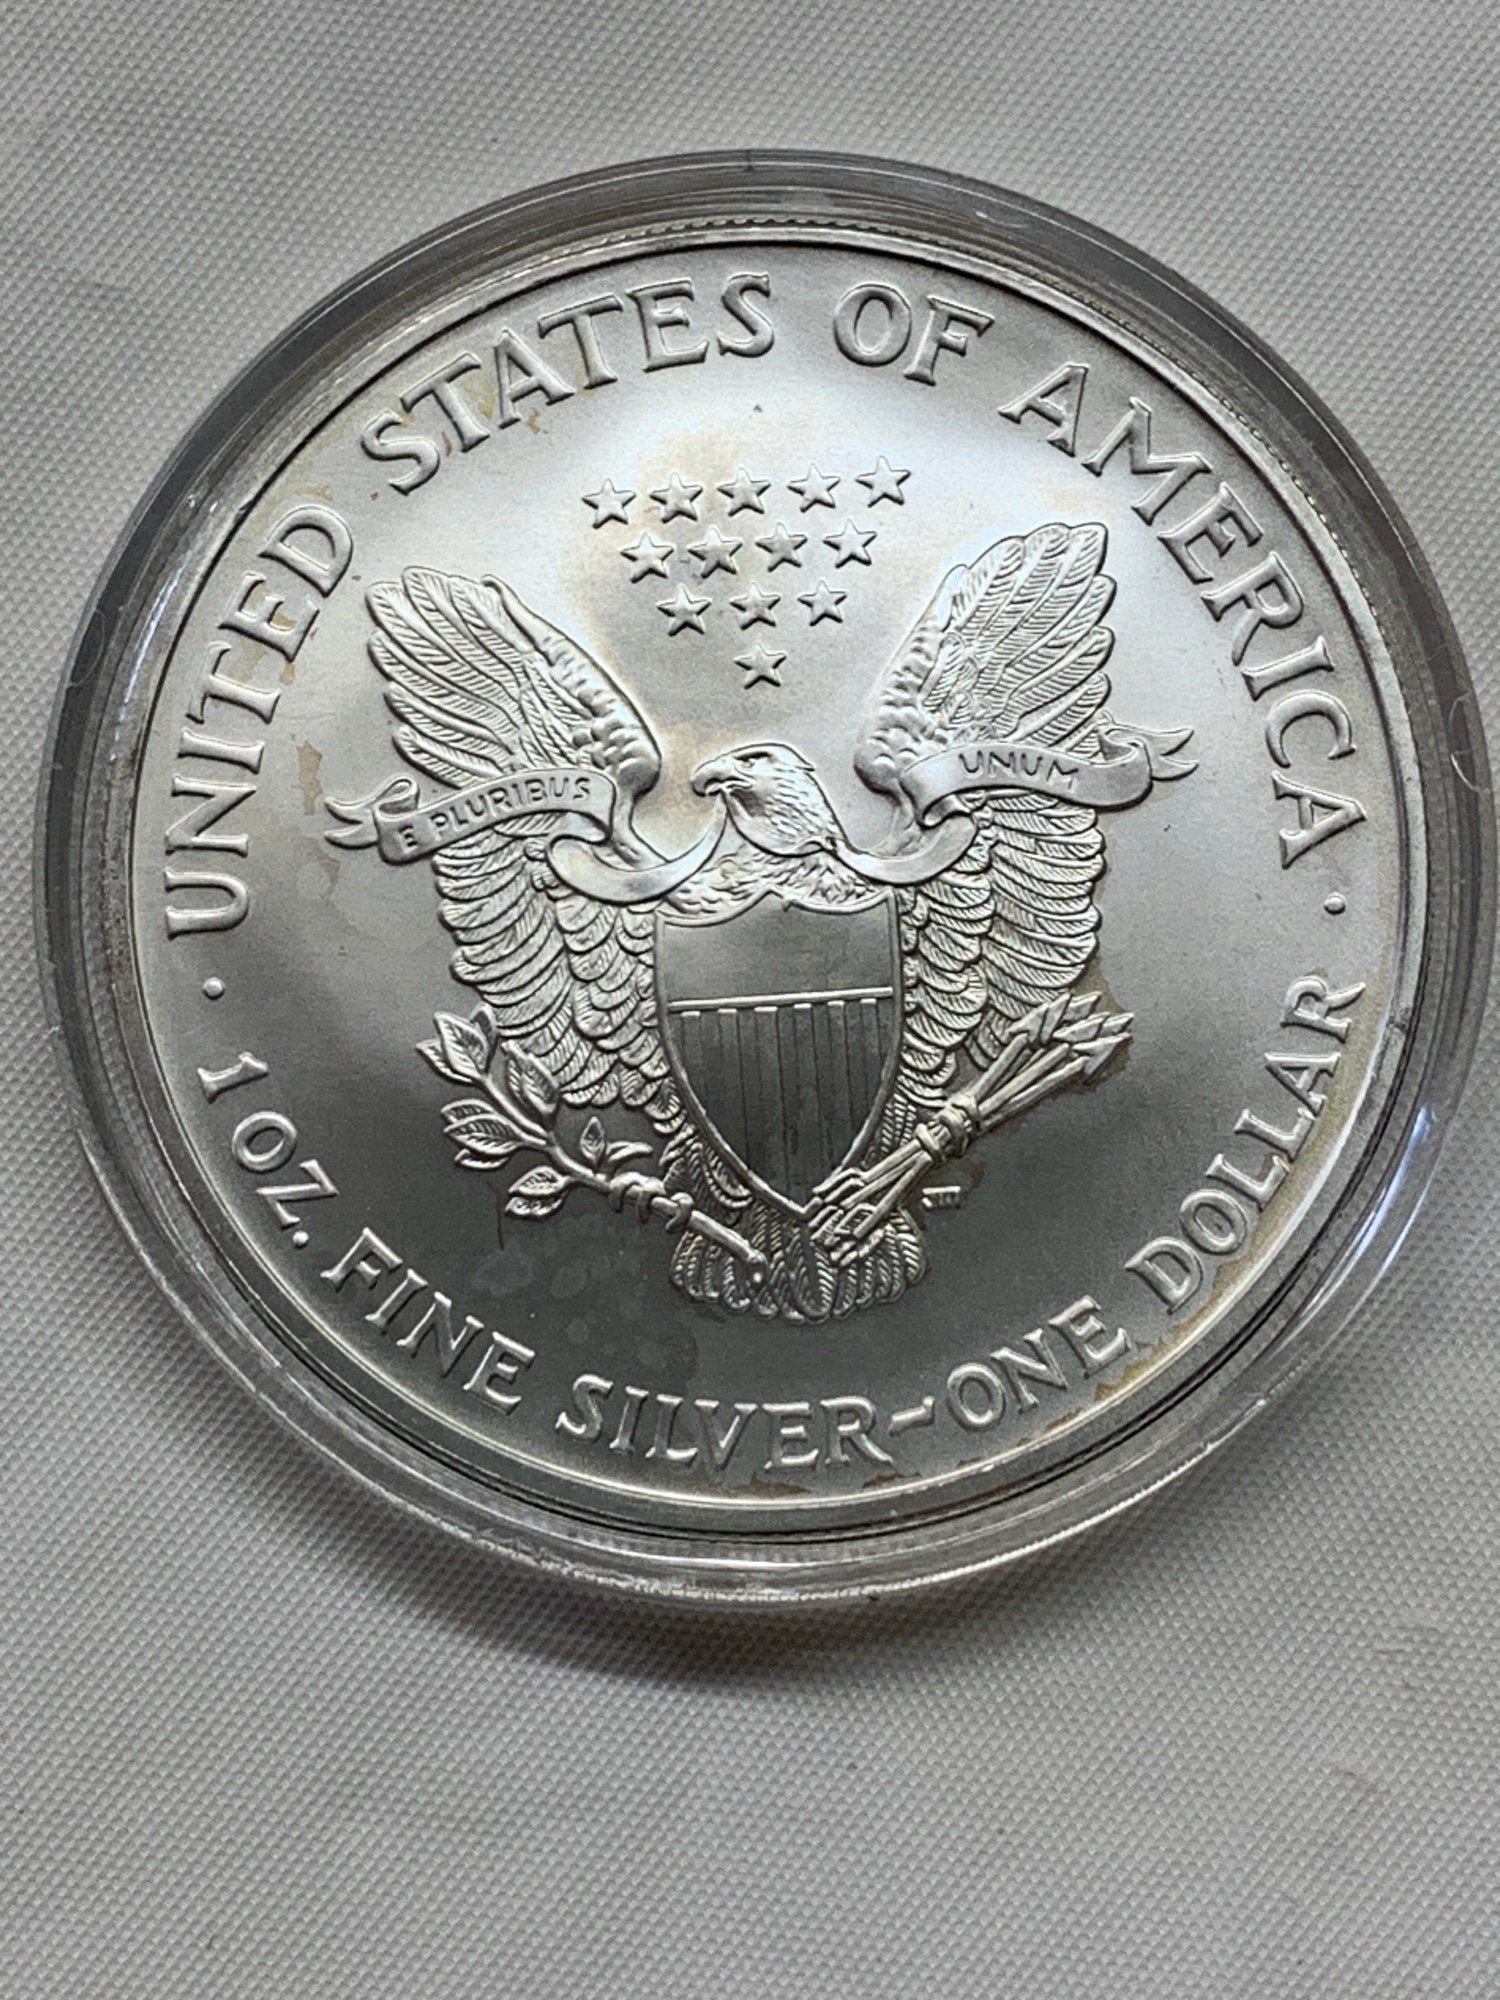 UNITED STATES OF AMERICA
E PLURIBUS UNUM
1 OZ. FINE SILVER~ONE DOLLAR